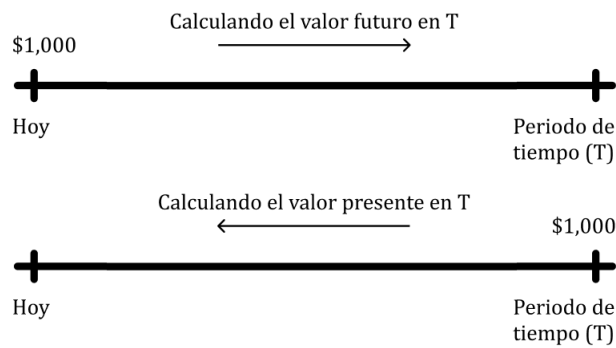 Calculando el valor futuro en T
$1,000
Hoy
Periodo de
tiempo (T)
Calculando el valor presente en T
$1,000
Hoy
Periodo de
tiempo (T)